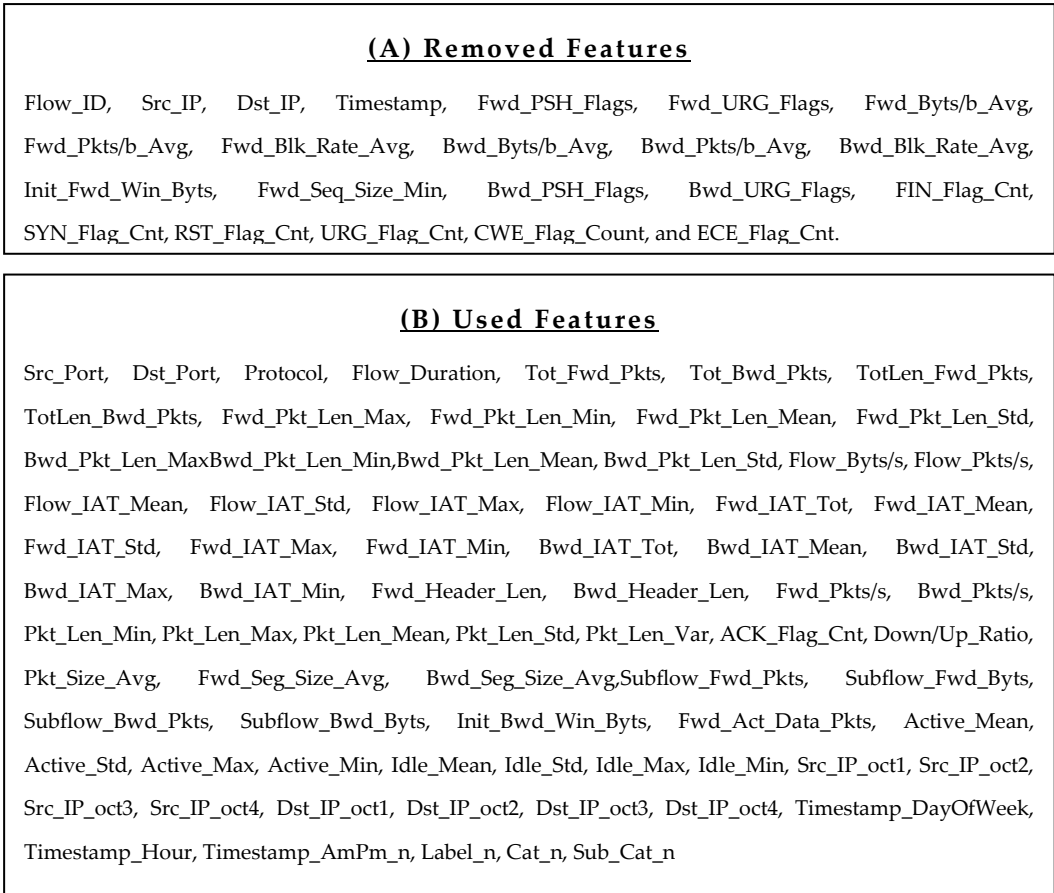 (A) Removed Features
Flow_ID, Src_IP, Dst_IP, Timestamp, Fwd_PSH_Flags, Fwd_URG_Flags, Fwd_Byts/b_Avg,
Fwd_Pkts/b_Avg, Fwd_Blk_Rate_Avg, Bwd_Byts/b_Avg, Bwd_Pkts/b_Avg, Bwd_Blk_Rate_Avg,
Init_Fwd_Win_Byts, Fwd_Seq_Size_Min, Bwd_PSH_Flags, Bwd_URG_Flags, FIN_Flag_Cnt,
SYN_Flag_Cnt, RST_Flag_Cnt, URG_Flag_Cnt, CWE_Flag_Count, and ECE_Flag_Cnt.
(B) Used Features
Src_Port, Dst_Port, Protocol, Flow_Duration, Tot_Fwd_Pkts, Tot_Bwd_Pkts, TotLen_Fwd_Pkts,
TotLen_Bwd_Pkts, Fwd_Pkt_Len_Max, Fwd_Pkt_Len_Min, Fwd_Pkt_Len_Mean, Fwd_Pkt_Len_Std,
Bwd_Pkt_Len_MaxBwd_Pkt_Len_Min,Bwd_Pkt_Len_Mean, Bwd_Pkt_Len_Std, Flow_Byts/s, Flow_Pkts/s,
Flow_IAT_Mean, Flow_IAT_Std, Flow_IAT_Max, Flow_IAT_Min, Fwd_IAT_Tot, Fwd_IAT_Mean,
Fwd_IAT_Std, Fwd_IAT_Max, Fwd_IAT_Min, Bwd_IAT_Tot, Bwd_IAT_Mean, Bwd_IAT_Std,
Bwd_IAT_Max, Bwd_IAT_Min, Fwd_Header_Len, Bwd_Header_Len, Fwd_Pkts/s, Bwd_Pkts/s,
Pkt_Len_Min, Pkt_Len_Max, Pkt_Len_Mean, Pkt_Len_Std, Pkt_Len_Var, ACK_Flag_Cnt, Down/Up_Ratio,
Pkt_Size_Avg, Fwd_Seg_Size_Avg, Bwd_Seg_Size_Avg,Subflow_Fwd_Pkts, Subflow_Fwd_Byts,
Subflow_Bwd_Pkts, Subflow_Bwd_Byts, Init_Bwd_Win_Byts, Fwd_Act_Data_Pkts, Active_Mean,
Active_Std, Active_Max, Active_Min, Idle_Mean, Idle_Std, Idle_Max, Idle_Min, Src_IP_oct1, Src_IP_oct2,
Src_IP_oct3, Src_IP_oct4, Dst_IP_oct1, Dst_IP_oct2, Dst_IP_oct3, Dst_IP_oct4, Timestamp_DayOfWeek,
Timestamp_Hour, Timestamp_AmPm_n, Label_n, Cat_n, Sub_Cat_n